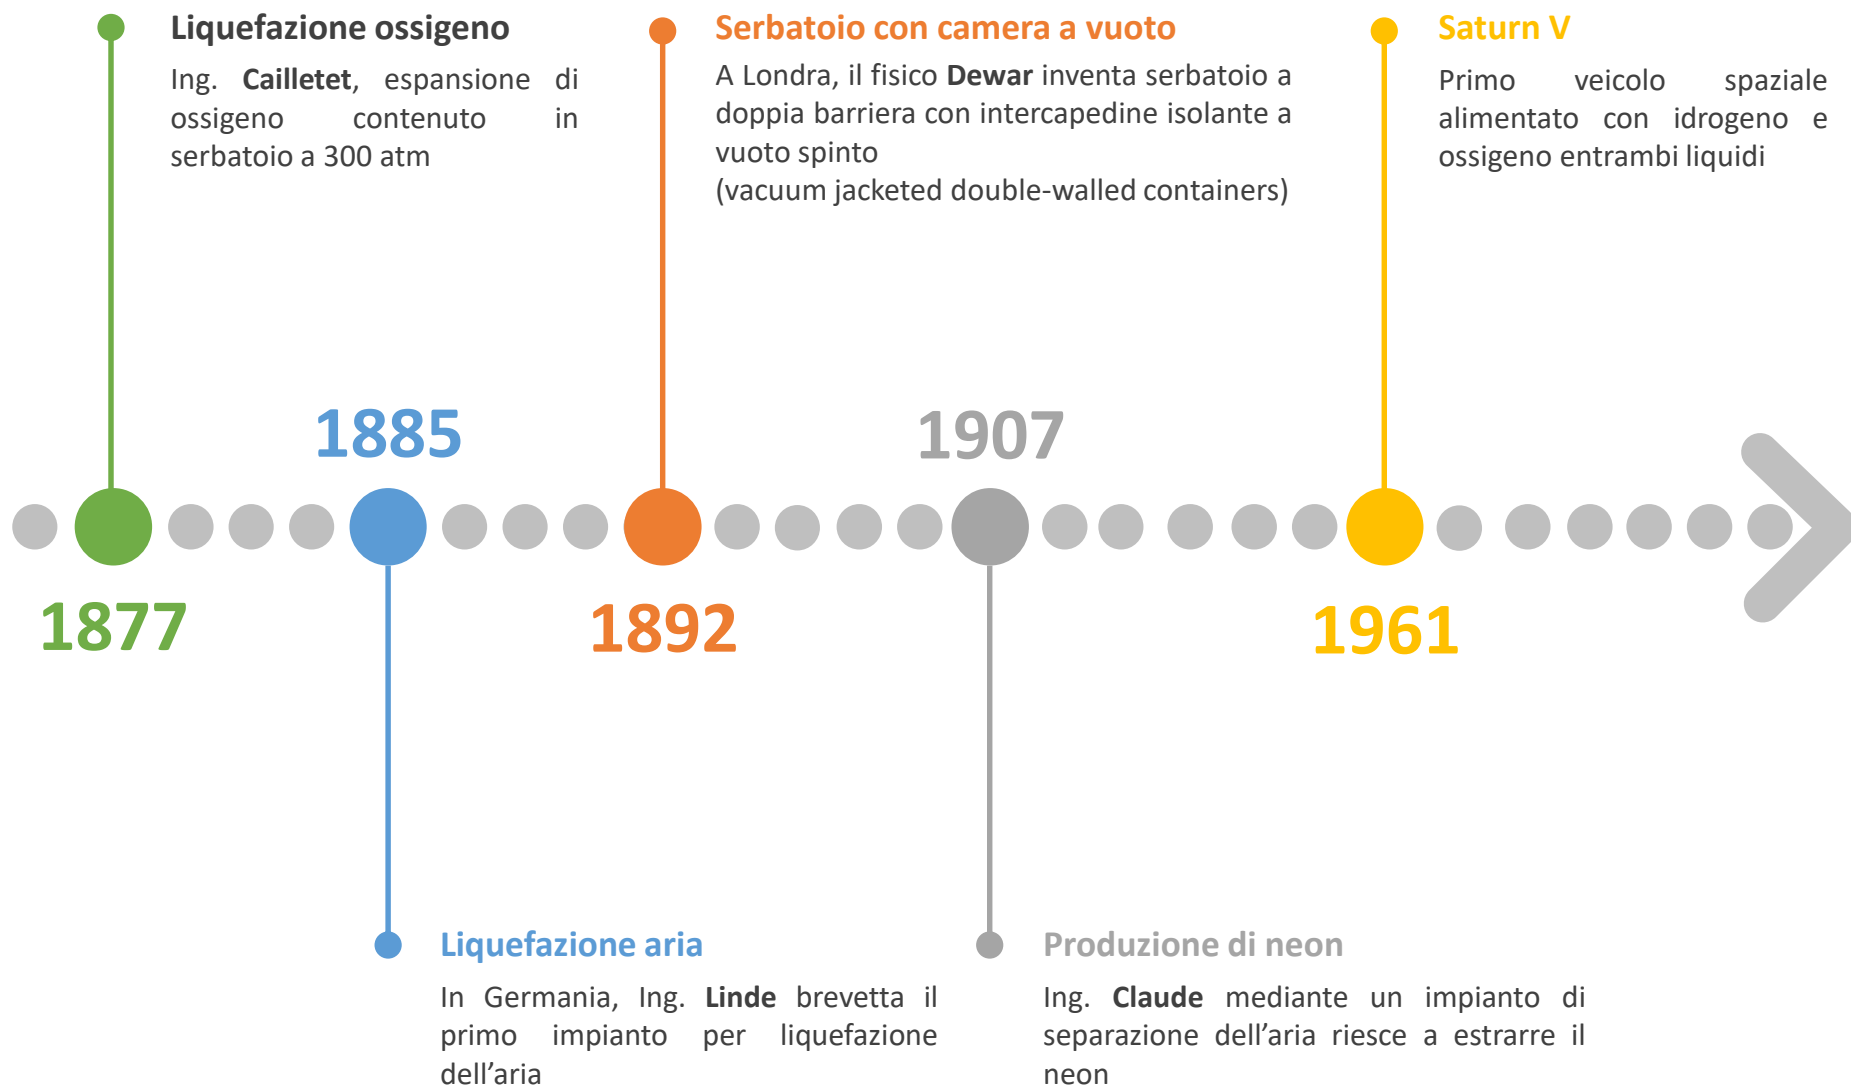 Liquefazione ossigeno
Ing. Cailletet, espansione di
ossigeno contenuto in
serbatoio a 300 atm
Serbatoio con camera a vuoto
A Londra, il fisico Dewar inventa serbatoio a
doppia barriera con intercapedine isolante a
vuoto spinto
(vacuum jacketed double-walled containers)
Saturn V
Primo veicolo spaziale
alimentato con idrogeno e
ossigeno entrambi liquidi
1885
1907
1877
1892
1961
Liquefazione aria
In Germania, Ing. Linde brevetta il
primo impianto per liquefazione
dell’aria
Produzione di neon
Ing. Claude mediante un impianto di
separazione dell’aria riesce a estrarre il
neon